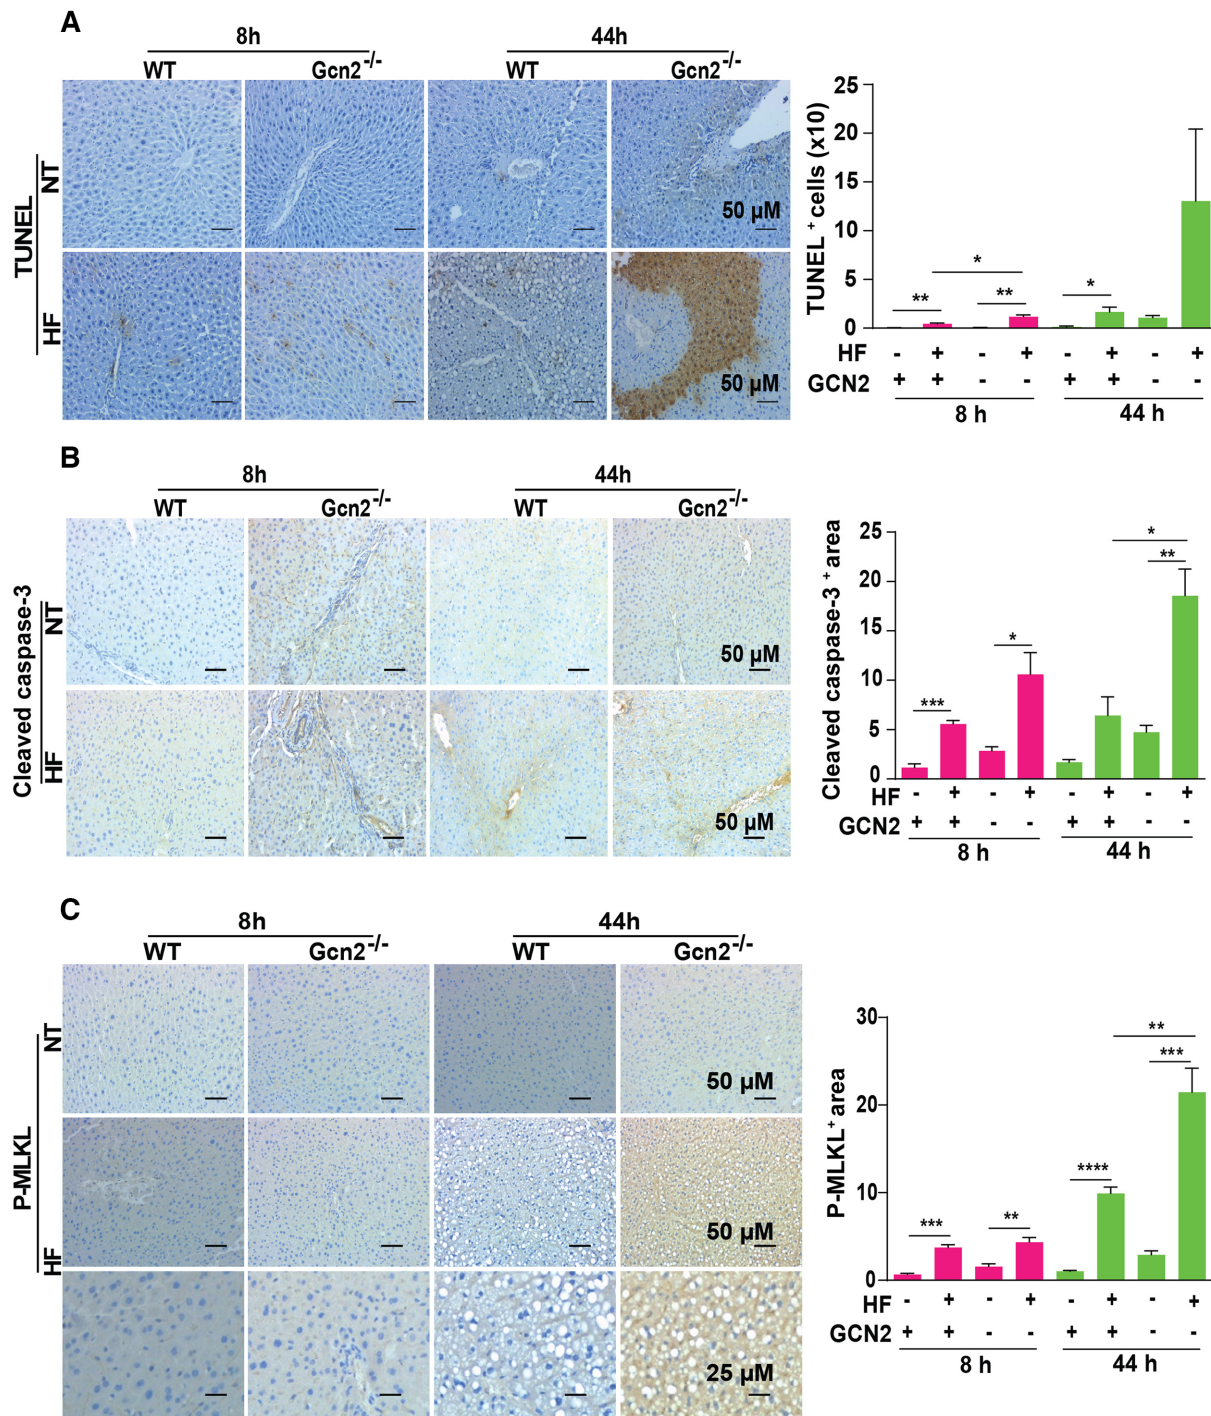 A
8h
44h
WT
Gcn2-/-
WT
Gcn2-/-
TUNEL
NT
HF
50 µM
50 µM
TUNEL + cells (x10)
25
20
15
10
5
0
**
*
**
*
HF
- + - + - + - +
GCN2
+ + - - + + - -
8 h
44 h
B
8h
44h
WT
Gcn2-/-
WT
Gcn2-/-
Cleaved caspase-3
NT
HF
50 µM
50 µM
Cleaved caspase-3 + area
25
20
15
10
5
0
***
*
*
**
HF
- + - + - + - +
GCN2
+ + - - + + - -
8 h
44 h
C
8h
44h
WT
Gcn2-/-
WT
Gcn2-/-
P-MLKL
NT
HF
50 µM
50 µM
25 µM
P-MLKL+ area
30
20
10
0
***
**
****
**
***
HF
- + - + - + - +
GCN2
+ + - - + + - -
8 h
44 h